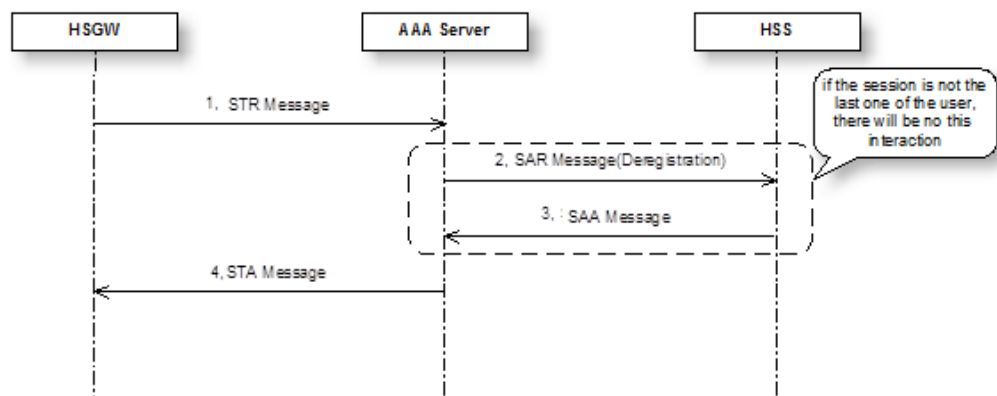 HSGW
AAA Server
HSS
if the session is not the
last one of the user,
there will be no this
interaction
1, STR Message
2, SAR Message(Deregistration)
3, : SAA Message
4,STA Message